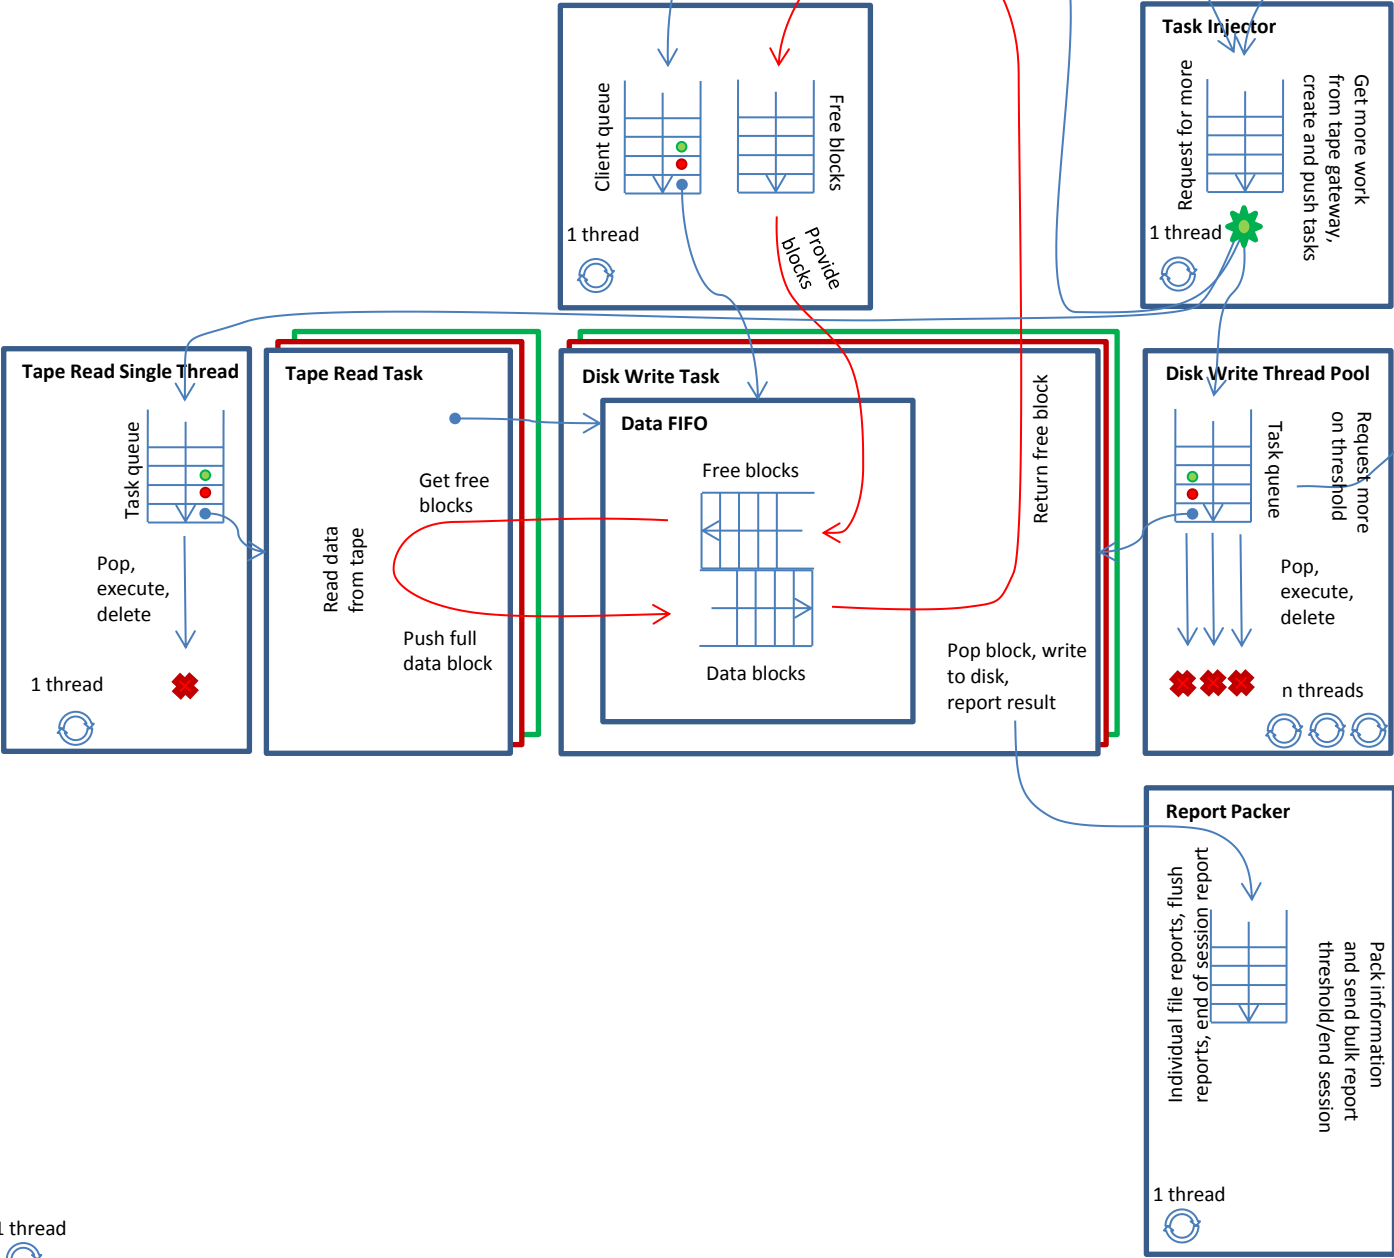 Client queue
Free blocks
1 thread
Provide
blocks
Task Injector
Request for more
Get more work
from tape gateway,
create and push tasks
1 thread
Tape Read Single Thread
Task queue
Pop,
execute,
delete
1 thread
Tape Read Task
Get free
blocks
Read data
from tape
Push full
data block
Disk Write Task
Data FIFO
Free blocks
Data blocks
Return free block
Pop block, write
to disk,
report result
Disk Write Thread Pool
Task queue
Request more
on threshold
Pop,
execute,
delete
n threads
Report Packer
Individual file reports, flush
reports, end of session report
Pack information
and send bulk report
threshold/end session
1 thread
1 thread